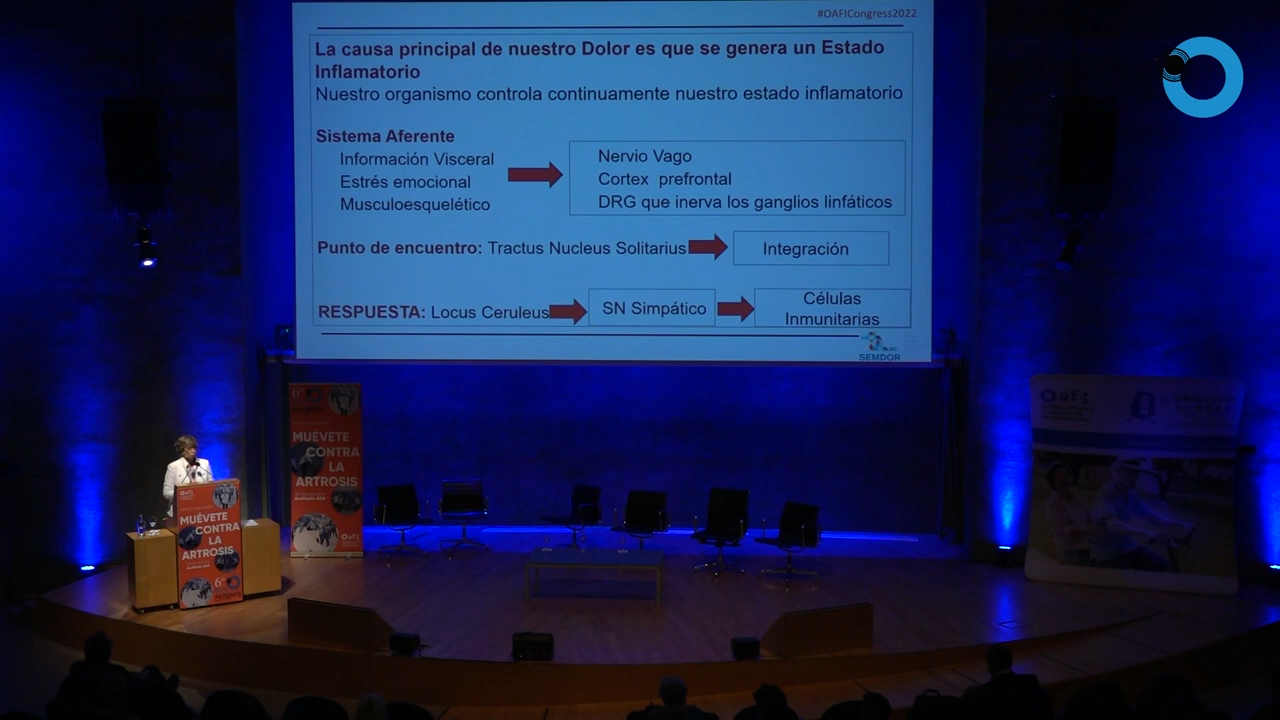 #OAFICongress2022
La causa principal de nuestro Dolor es que se genera un Estado
Inflamatorio
Nuestro organismo controla continuamente nuestro estado inflamatorio
Sistema Aferente
Información Visceral
Estrés emocional
Musculoesquelético
Nervio Vago
Cortex prefrontal
DRG que inerva los ganglios linfáticos
Punto de encuentro: Tractus Nucleus Solitarius
Integración
RESPUESTA: Locus Ceruleus
SN Simpático
Células
Inmunitarias
SEMDOR
MUÉVETE
CONTRA
LA
ARTROSIS
OaFI
MUÉVETE
CONTRA
LA
ARTROSIS
PATIENTS
OaFI